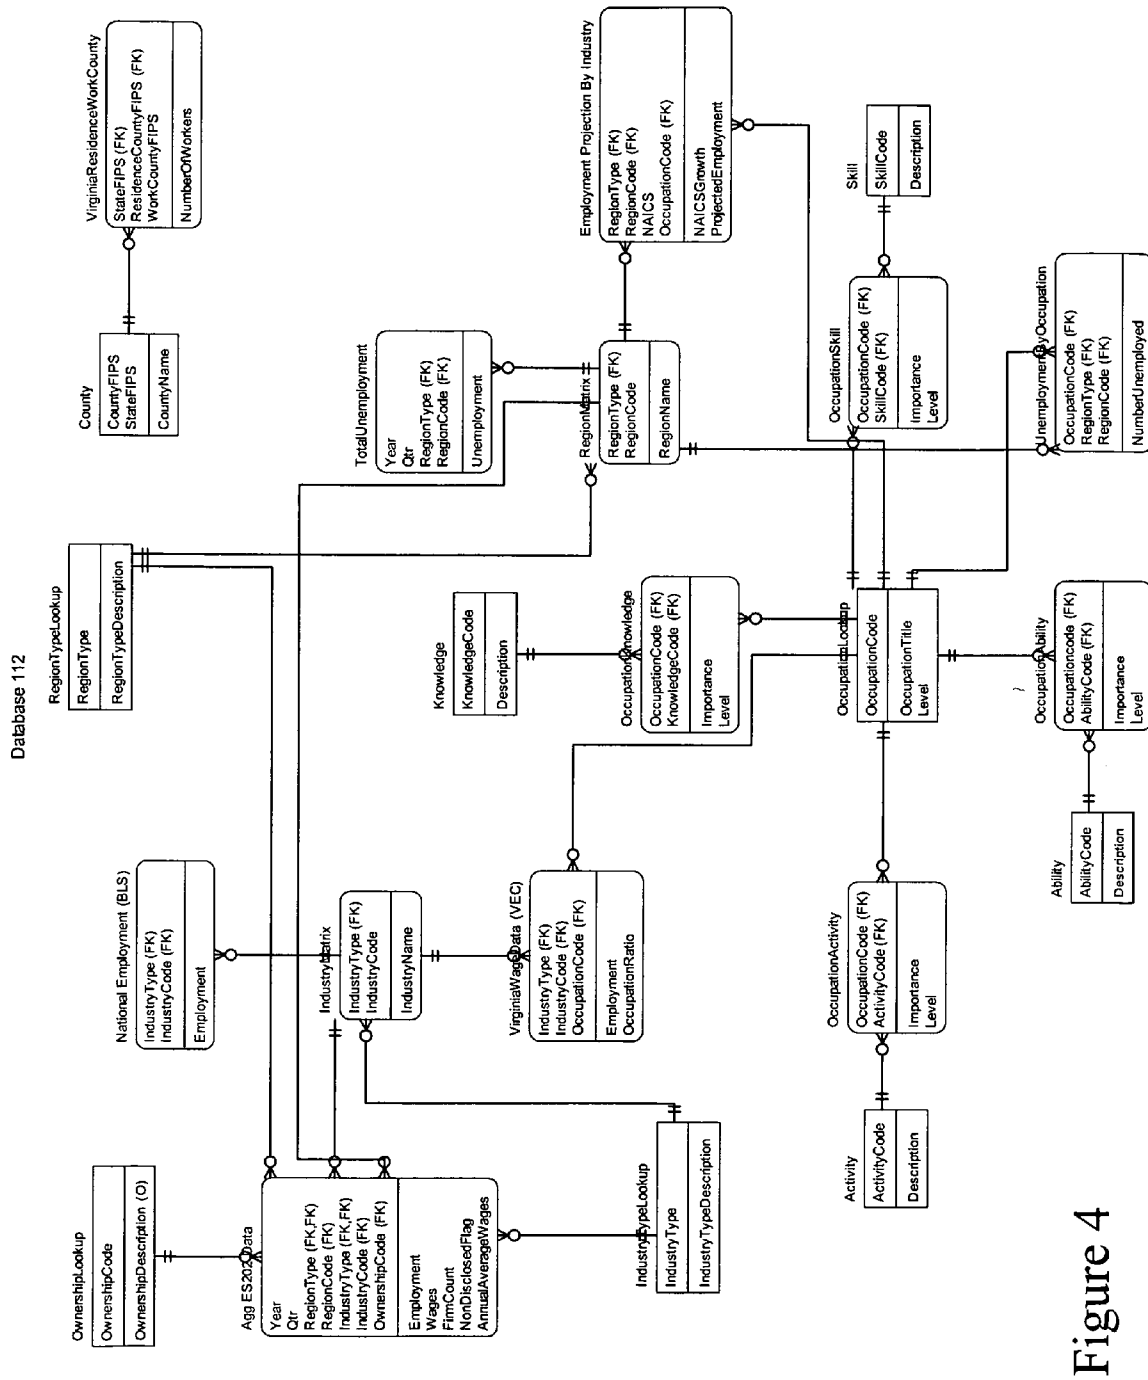 Database 112
OwnershipLookup
OwnershipCode
OwnershipDescription (O)
Agg ES202 Data
Year
Qtr
RegionType (FK,FK)
RegionCode (FK)
IndustryType (FK,FK)
IndustryCode (FK)
OwnershipCode (FK)
Employment
Wages
FirmCount
NonDisclosedFlag
AnnualAverageWages
IndustryTypeLookup
IndustryType
IndustryTypeDescription
National Employment (BLS)
IndustryType (FK)
IndustryCode (FK)
Employment
IndustryMatrix
IndustryType (FK)
IndustryCode
IndustryName
VirginiaWageData (VEC)
IndustryType (FK)
IndustryCode (FK)
OccupationCode (FK)
Employment
OccupationRatio
RegionTypeLookup
RegionType
RegionTypeDescription
Knowledge
KnowledgeCode
Description
OccupationKnowledge
OccupationCode (FK)
KnowledgeCode (FK)
Importance
Level
OccupationLookup
OccupationCode
OccupationTitle
Level
Activity
ActivityCode
Description
OccupationActivity
OccupationCode (FK)
ActivityCode (FK)
Importance
Level
Ability
AbilityCode
Description
OccupationAbility
Occupationcode (FK)
AbilityCode (FK)
Importance
Level
County
CountyFIPS
StateFIPS
CountyName
VirginiaResidenceWorkCounty
StateFIPS (FK)
ResidenceCountyFIPS (FK)
WorkCountyFIPS
NumberOfWorkers
TotalUnemployment
Year
Qtr
RegionType (FK)
RegionCode (FK)
Unemployment
RegionMatrix
RegionType (FK)
RegionCode
RegionName
Employment Projection By Industry
RegionType (FK)
RegionCode (FK)
NAICS
OccupationCode (FK)
NAICSGrowth
ProjectedEmployment
OccupationSkill
OccupationCode (FK)
SkillCode (FK)
Importance
Level
Skill
SkillCode
Description
UnemploymentByOccupation
OccupationCode (FK)
RegionType (FK)
RegionCode (FK)
NumberUnemployed
Figure 4